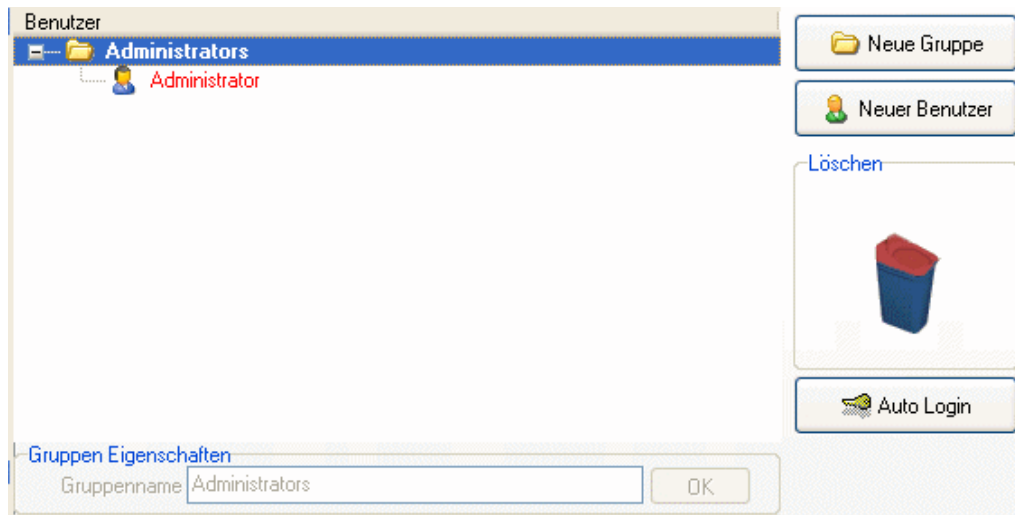 Benutzer
Administrators
Administrator
Neue Gruppe
Neuer Benutzer
Löschen
Auto Login
Gruppen Eigenschaften
Gruppenname Administrators OK